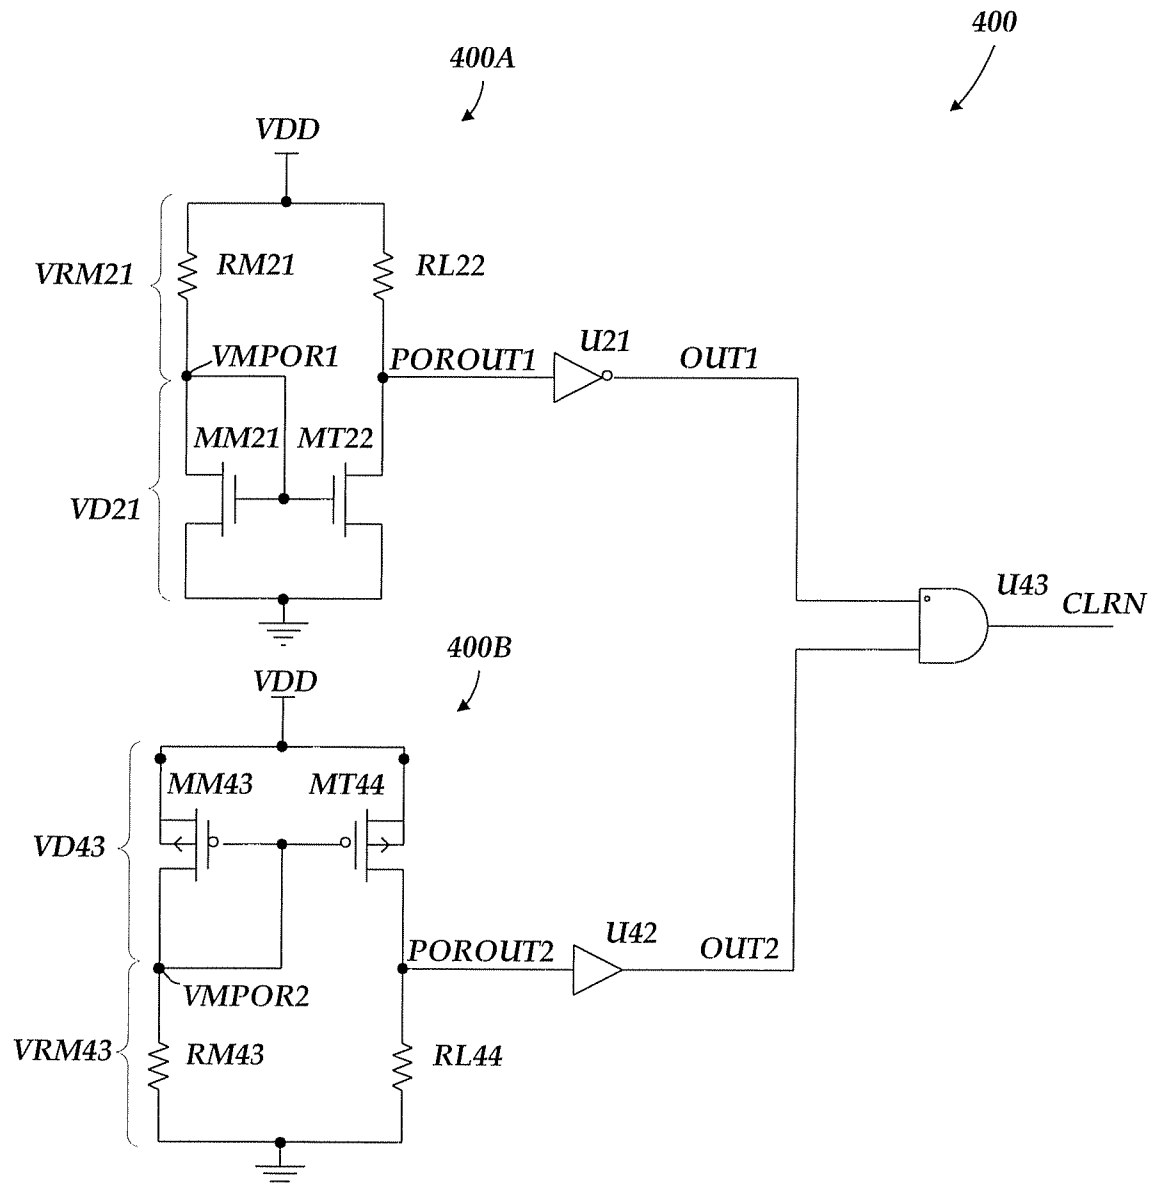 400
400A
VDD
VRM21
RM21
RL22
VMPOR1
POROUT1
U21
OUT1
MM21
MT22
VD21
U43
CLRN
400B
VDD
MM43
MT44
VD43
POROUT2
U42
OUT2
VMPOR2
VRM43
RM43
RL44